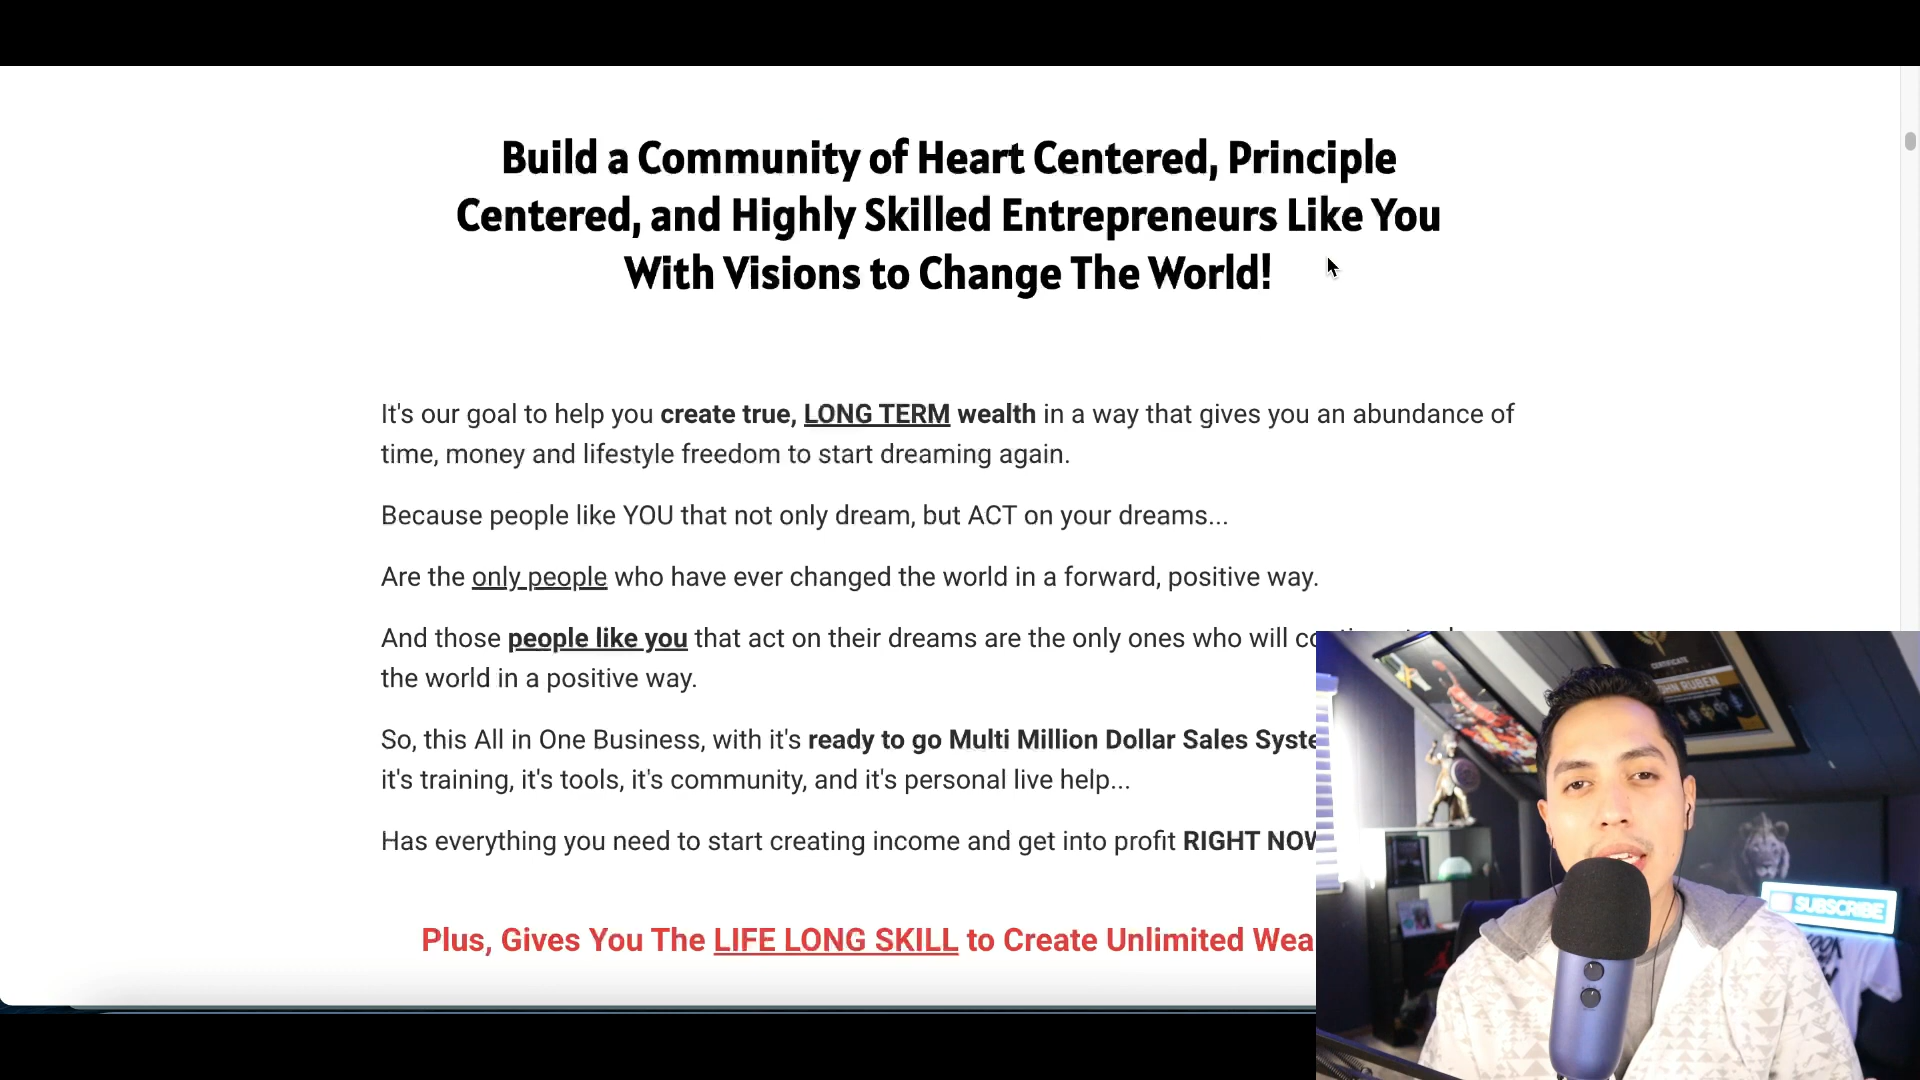 Build a Community of Heart Centered, Principle
Centered, and Highly Skilled Entrepreneurs Like You
With Visions to Change The World!
It's our goal to help you create true, LONG TERM wealth in a way that gives you an abundance of
time, money and lifestyle freedom to start dreaming again.
Because people like YOU that not only dream, but ACT on your dreams...
Are the only people who have ever changed the world in a forward, positive way.
And those people like you that act on their dreams are the only ones who will
the world in a positive way.
So, this All in One Business, with it's ready to go Multi Million Dollar Sales
it's training, it's tools, it's community, and it's personal live help...
Has everything you need to start creating income and get into profit RIGHT NOW
Plus, Gives You The LIFE LONG SKILL to Create Unlimited
CERTIFICATE
RUBEN
SUBSCRIBE